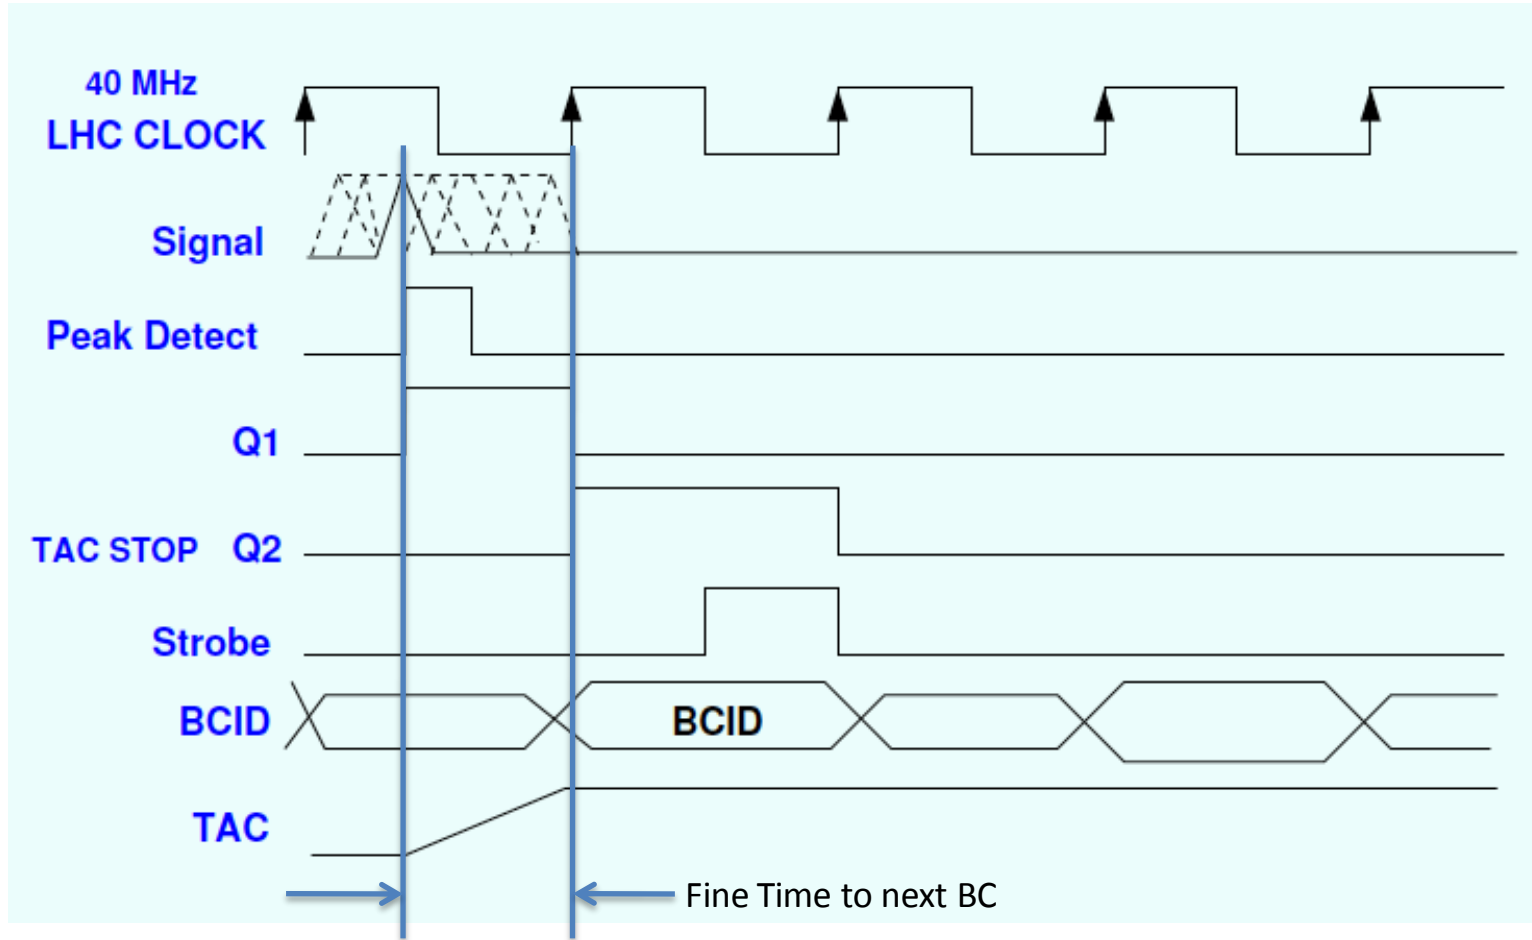 40 MHz
LHC CLOCK
Signal
Peak Detect
Q1
TAC STOP Q2
Strobe
BCID BCID
TAC
Fine Time to next BC